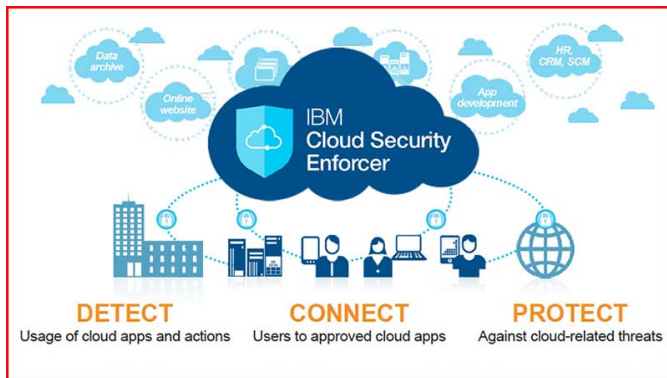 Data
archive
Online
website
App
development
HR,
CRM, SCM
IBM
Cloud Security
Enforcer
DETECT
Usage of cloud apps and actions
CONNECT
Users to approved cloud apps
PROTECT
Against cloud-related threats